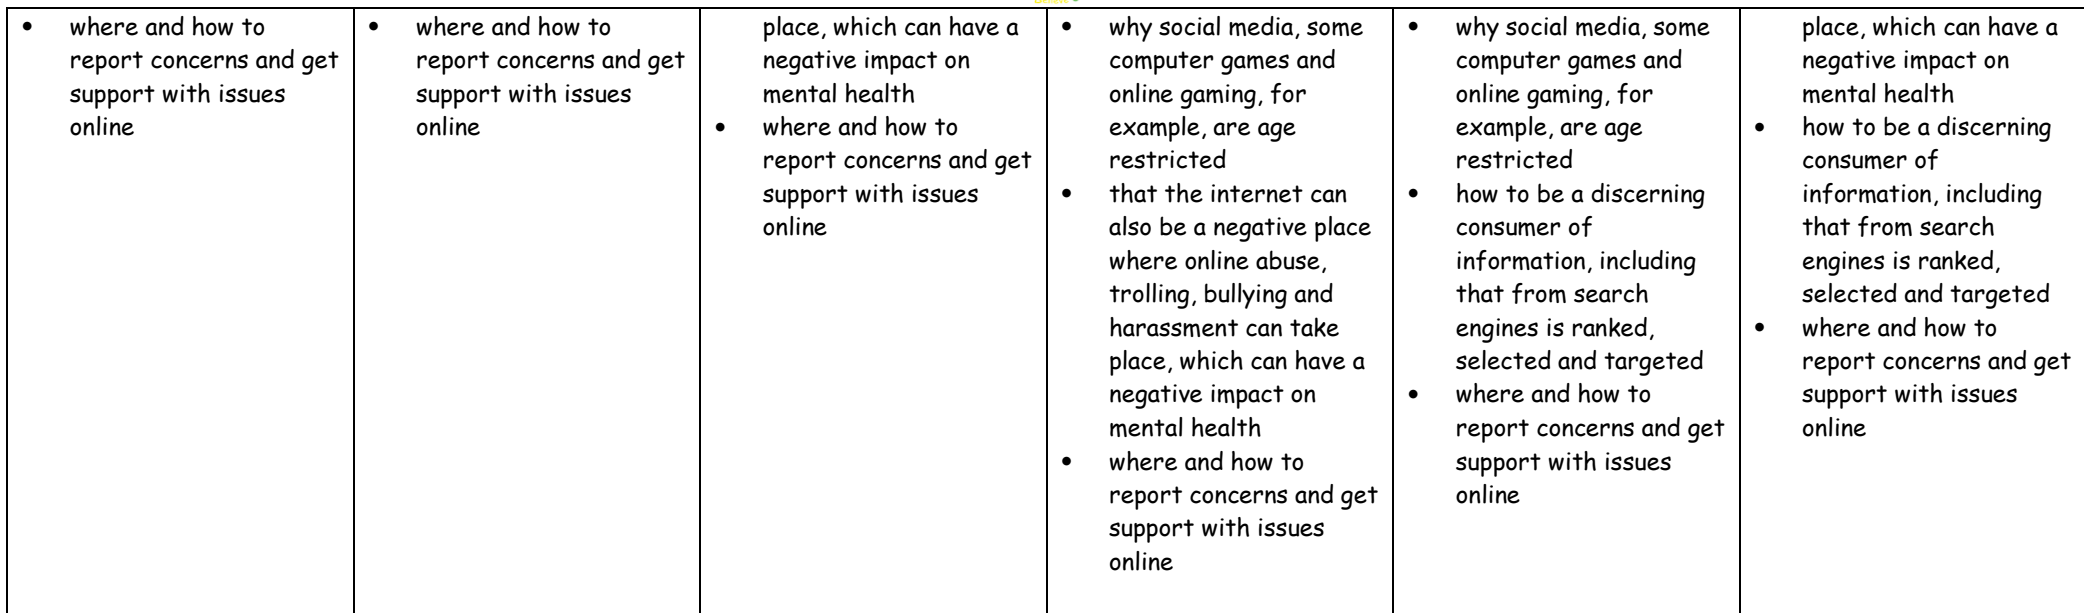 • where and how to
report concerns and get
support with issues
online
• where and how to
report concerns and get
support with issues
online
place, which can have a
negative impact on
mental health
• where and how to
report concerns and get
support with issues
online
• why social media, some
computer games and
online gaming, for
example, are age
restricted
• that the internet can
also be a negative place
where online abuse,
trolling, bullying and
harassment can take
place, which can have a
negative impact on
mental health
• where and how to
report concerns and get
support with issues
online
• why social media, some
computer games and
online gaming, for
example, are age
restricted
• how to be a discerning
consumer of
information, including
that from search
engines is ranked,
selected and targeted
• where and how to
report concerns and get
support with issues
online
place, which can have a
negative impact on
mental health
• how to be a discerning
consumer of
information, including
that from search
engines is ranked,
selected and targeted
• where and how to
report concerns and get
support with issues
online